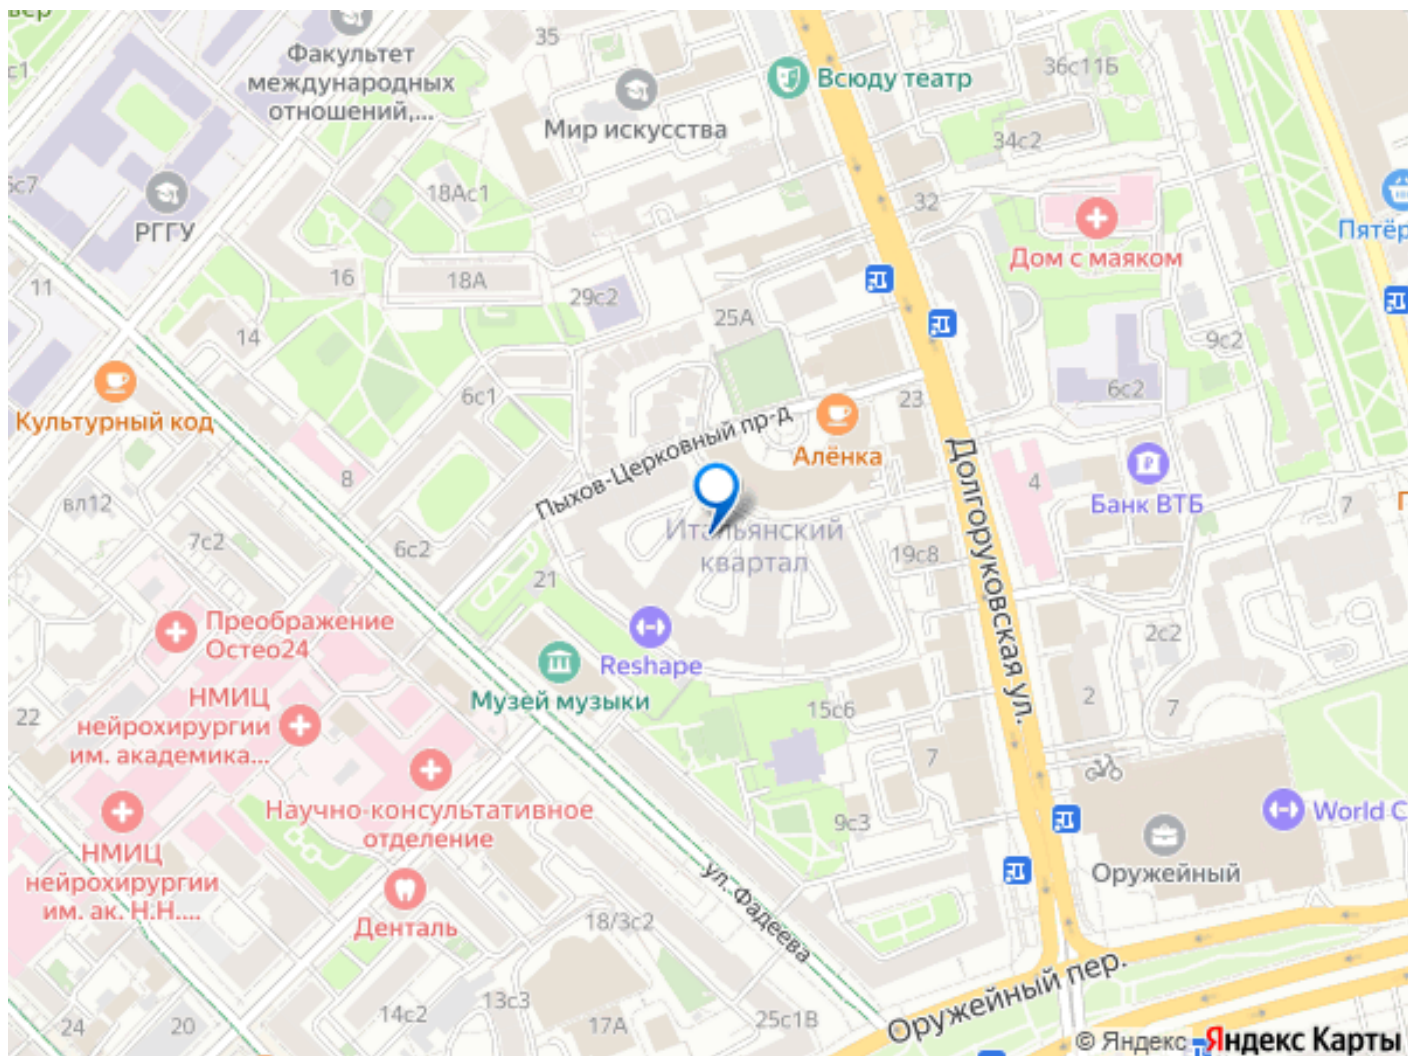 вер
35
Факультет
международных
отношений,...
Всюду театр
36с11Б
с1
Мир искусства
34с2
6с7
18Ас1
32
РГГУ
Пятёр
Дом с маяком
16
18А
11
29с2
25А
14
9с2
6с1
6с2
23
Культурный код
Пыхов-Церковный пр-д
Алёнка
8
4
вл12
Банк ВТБ
7
Итальянский
квартал
Долгоруковская ул.
7с2
6с2
19с8
21
Преображение
Остео24
2с2
Reshape
НМИЦ
нейрохирургии
им. академика...
Музей музыки
22
15с6
2
7
7
Научно-консультативное
отделение
9с3
World C
НМИЦ
нейрохирургии
им. ак. Н.Н....
Оружейный
ул. Фадеева
Денталь
18/3с2
Оружейный пер.
13с3
14с2
24
20
17А
25с1В
© Яндекс Яндекс Карты